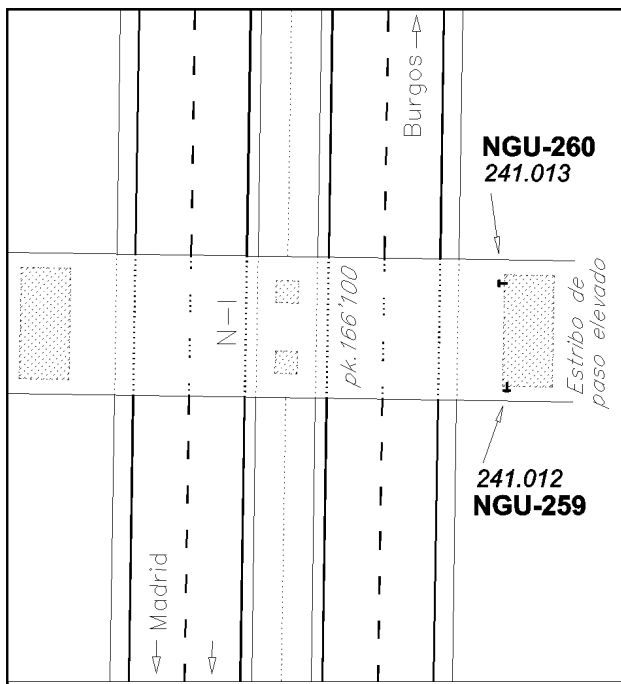 Burgos
NGU-260
241.013
N-I
pk.166'100
Estribo de
paso elevado
241.012
NGU-259
Madrid